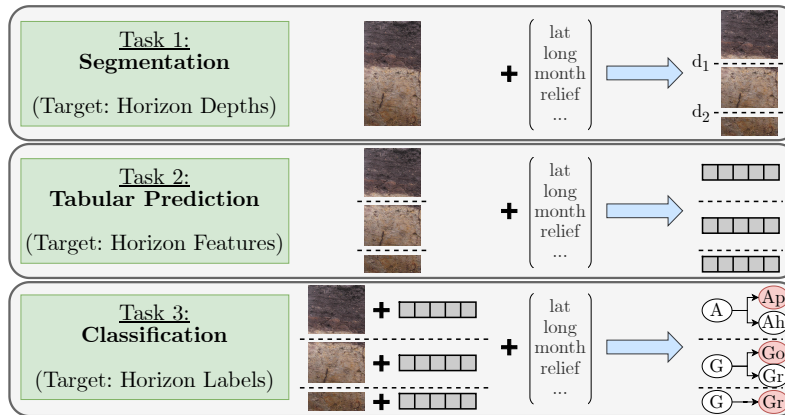 Task 1:
Segmentation
(Target: Horizon Depths)
+
lat
long
month
relief
...
d1
d2
Task 2:
Tabular Prediction
(Target: Horizon Features)
+
lat
long
month
relief
...
Task 3:
Classification
(Target: Horizon Labels)
+
+
+
+
lat
long
month
relief
...
A
Ap
Ah
G
Go
Gr
G
Gr